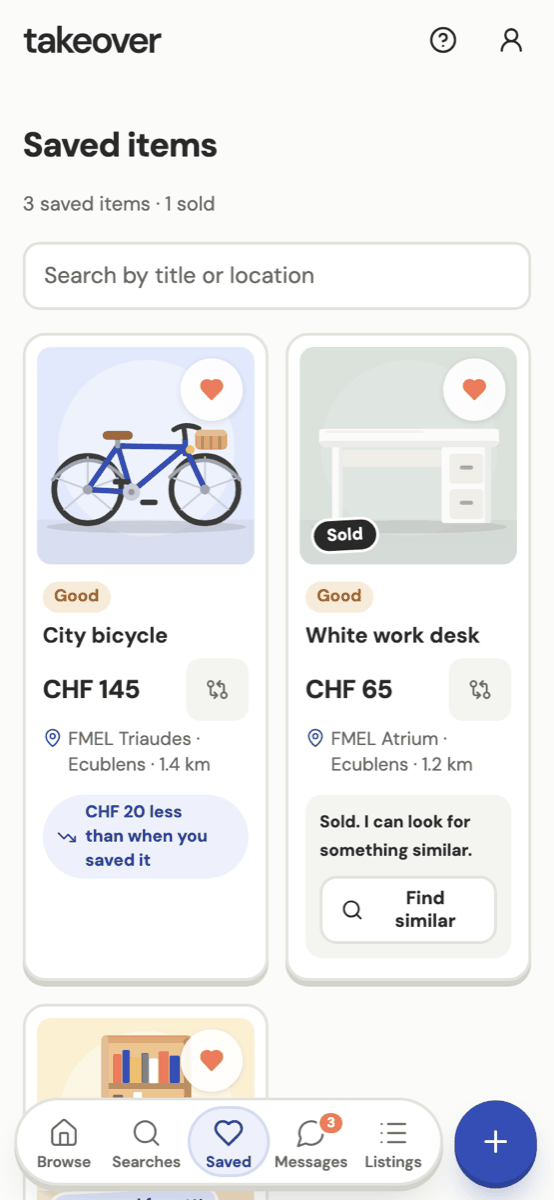 takeover
Saved items
3 saved items · 1 sold
Search by title or location
Good
City bicycle
CHF 145
FMEL Triaudes ·
Ecublens · 1.4 km
CHF 20 less
than when you
saved it
Sold
Good
White work desk
CHF 65
FMEL Atrium ·
Ecublens · 1.2 km
Sold. I can look for
something similar.
Find
similar
Browse
Searches
Saved
3
Messages
Listings